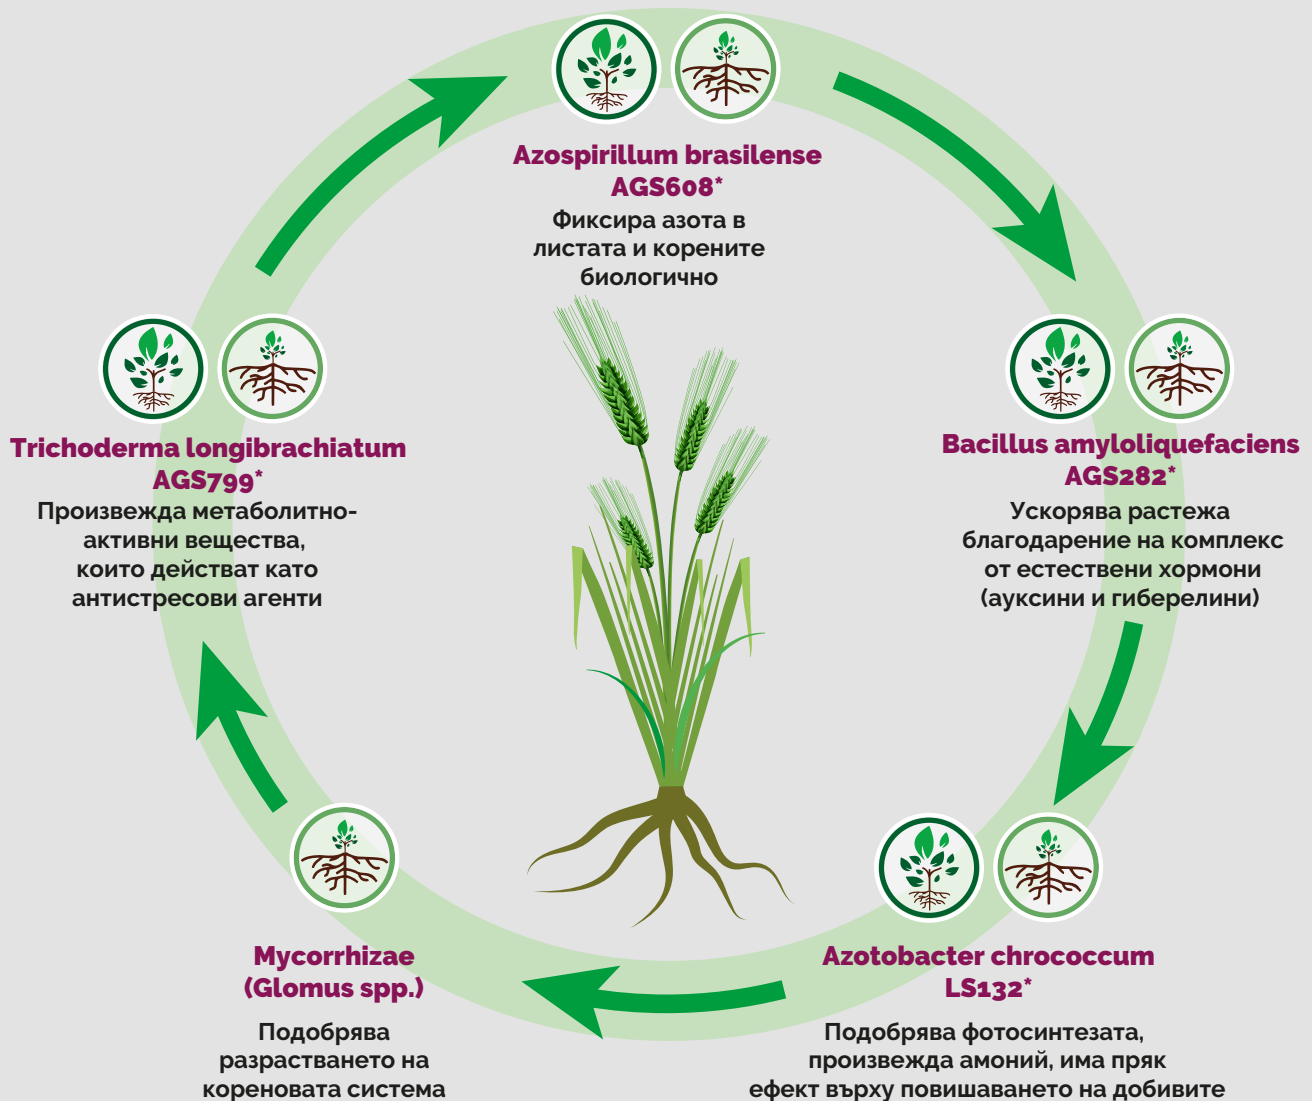 Azospirillum brasilense
AGS608*
Фиксира азота в
листата и корените
биологично
Trichoderma longibrachiatum
AGS799*
Произвежда метаболитно-
активни вещества,
които действат като
антистресови агенти
Bacillus amyloliquefaciens
AGS282*
Ускорява растежа
благодарение на комплекс
от естествени хормони
(ауксини и гиберелини)
Mycorrhizae
(Glomus spp.)
Подобрява
разрастването на
кореновата система
Azotobacter chrococcum
LS132*
Подобрява фотосинтезата,
произвежда амоний, има пряк
ефект върху повишаването на добивите